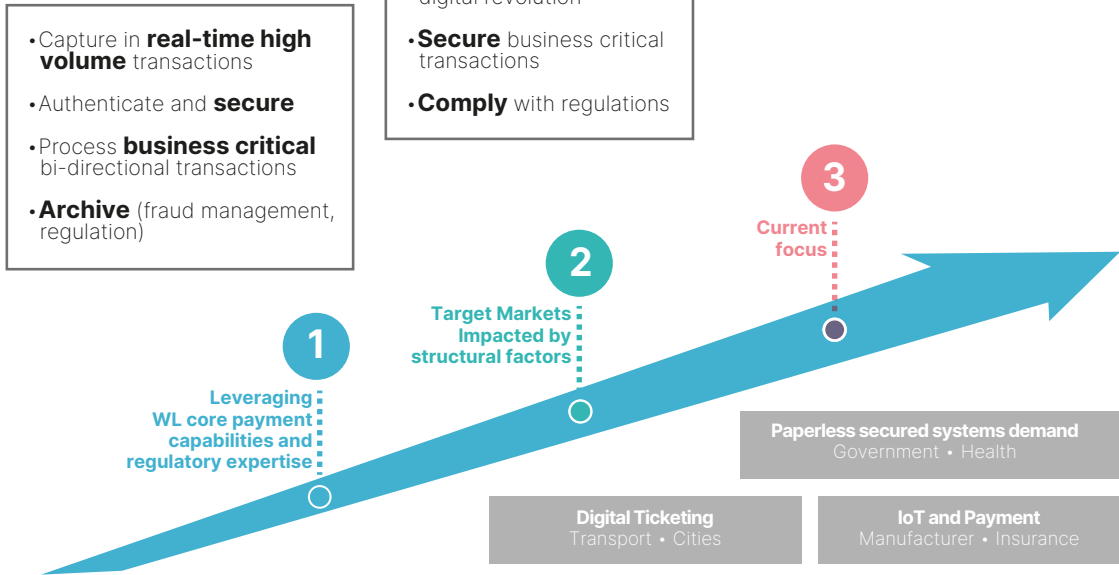 •Capture in real-time high
volume transactions
•Authenticate and secure
•Process business critical
bi-directional transactions
•Archive (fraud management,
regulation)
digital revolution
•Secure business critical
transactions
•Comply with regulations
1
Leveraging
WL core payment
capabilities and
regulatory expertise
2
Target Markets
Impacted by
structural factors
3
Current
focus
Paperless secured systems demand
Government • Health
Digital Ticketing
Transport • Cities
IoT and Payment
Manufacturer • Insurance